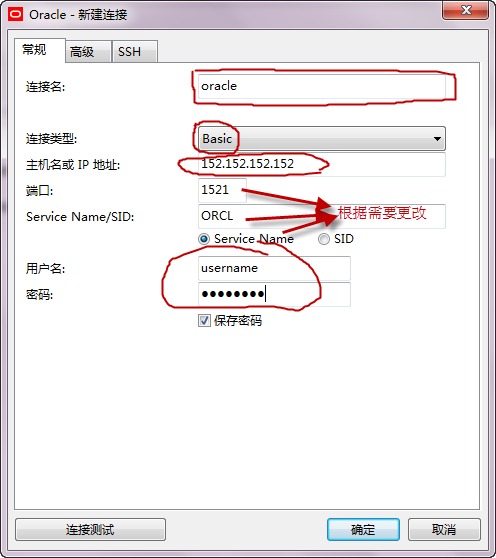 Oracle - 新建连接
常规 高级 SSH
连接名: oracle
连接类型: Basic
主机名或 IP 地址: 152.152.152.152
端口: 1521
Service Name/SID: ORCL 根据需要更改
Service Name SID
用户名: username
密码: ●●●●●●●●
保存密码
连接测试 确定 取消